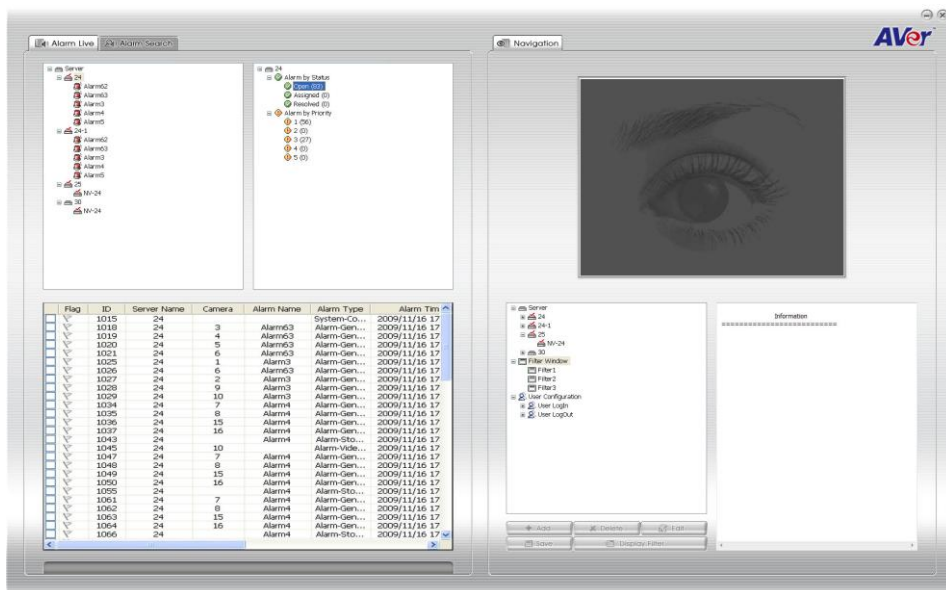 Alarm Live
Alarm Search
Navigation
AVer
Server
24
Alarm62
Alarm63
Alarm3
Alarm4
Alarm5
24-1
Alarm62
Alarm63
Alarm3
Alarm4
Alarm5
25
NV-24
30
NV-24
24
Alarm by Status
Open (83)
Assigned (0)
Resolved (0)
Alarm by Priority
1 (56)
2 (0)
3 (27)
4 (0)
5 (0)
Flag ID Server Name Camera Alarm Name Alarm Type Alarm Tim
1015 24 System-Co... 2009/11/16 17
1018 24 3 Alarm63 Alarm-Gen... 2009/11/16 17
1019 24 4 Alarm63 Alarm-Gen... 2009/11/16 17
1020 24 5 Alarm63 Alarm-Gen... 2009/11/16 17
1021 24 6 Alarm63 Alarm-Gen... 2009/11/16 17
1025 24 1 Alarm3 Alarm-Gen... 2009/11/16 17
1026 24 6 Alarm63 Alarm-Gen... 2009/11/16 17
1027 24 2 Alarm3 Alarm-Gen... 2009/11/16 17
1028 24 9 Alarm3 Alarm-Gen... 2009/11/16 17
1029 24 10 Alarm3 Alarm-Gen... 2009/11/16 17
1034 24 7 Alarm4 Alarm-Gen... 2009/11/16 17
1035 24 8 Alarm4 Alarm-Gen... 2009/11/16 17
1036 24 15 Alarm4 Alarm-Gen... 2009/11/16 17
1037 24 16 Alarm4 Alarm-Gen... 2009/11/16 17
1043 24 Alarm4 Alarm-Sto... 2009/11/16 17
1045 24 10 Alarm-Vide... 2009/11/16 17
1047 24 7 Alarm4 Alarm-Gen... 2009/11/16 17
1048 24 8 Alarm4 Alarm-Gen... 2009/11/16 17
1049 24 15 Alarm4 Alarm-Gen... 2009/11/16 17
1050 24 16 Alarm4 Alarm-Gen... 2009/11/16 17
1055 24 Alarm4 Alarm-Sto... 2009/11/16 17
1061 24 7 Alarm4 Alarm-Gen... 2009/11/16 17
1062 24 8 Alarm4 Alarm-Gen... 2009/11/16 17
1063 24 15 Alarm4 Alarm-Gen... 2009/11/16 17
1064 24 16 Alarm4 Alarm-Gen... 2009/11/16 17
1066 24 Alarm4 Alarm-Sto... 2009/11/16 17
Server
24
24-1
25
NV-24
30
Filter Window
Filter1
Filter2
Filter3
User Configuration
User LogIn
User LogOut
Information
==========================
Add
Delete
Edit
Save
Display Filter